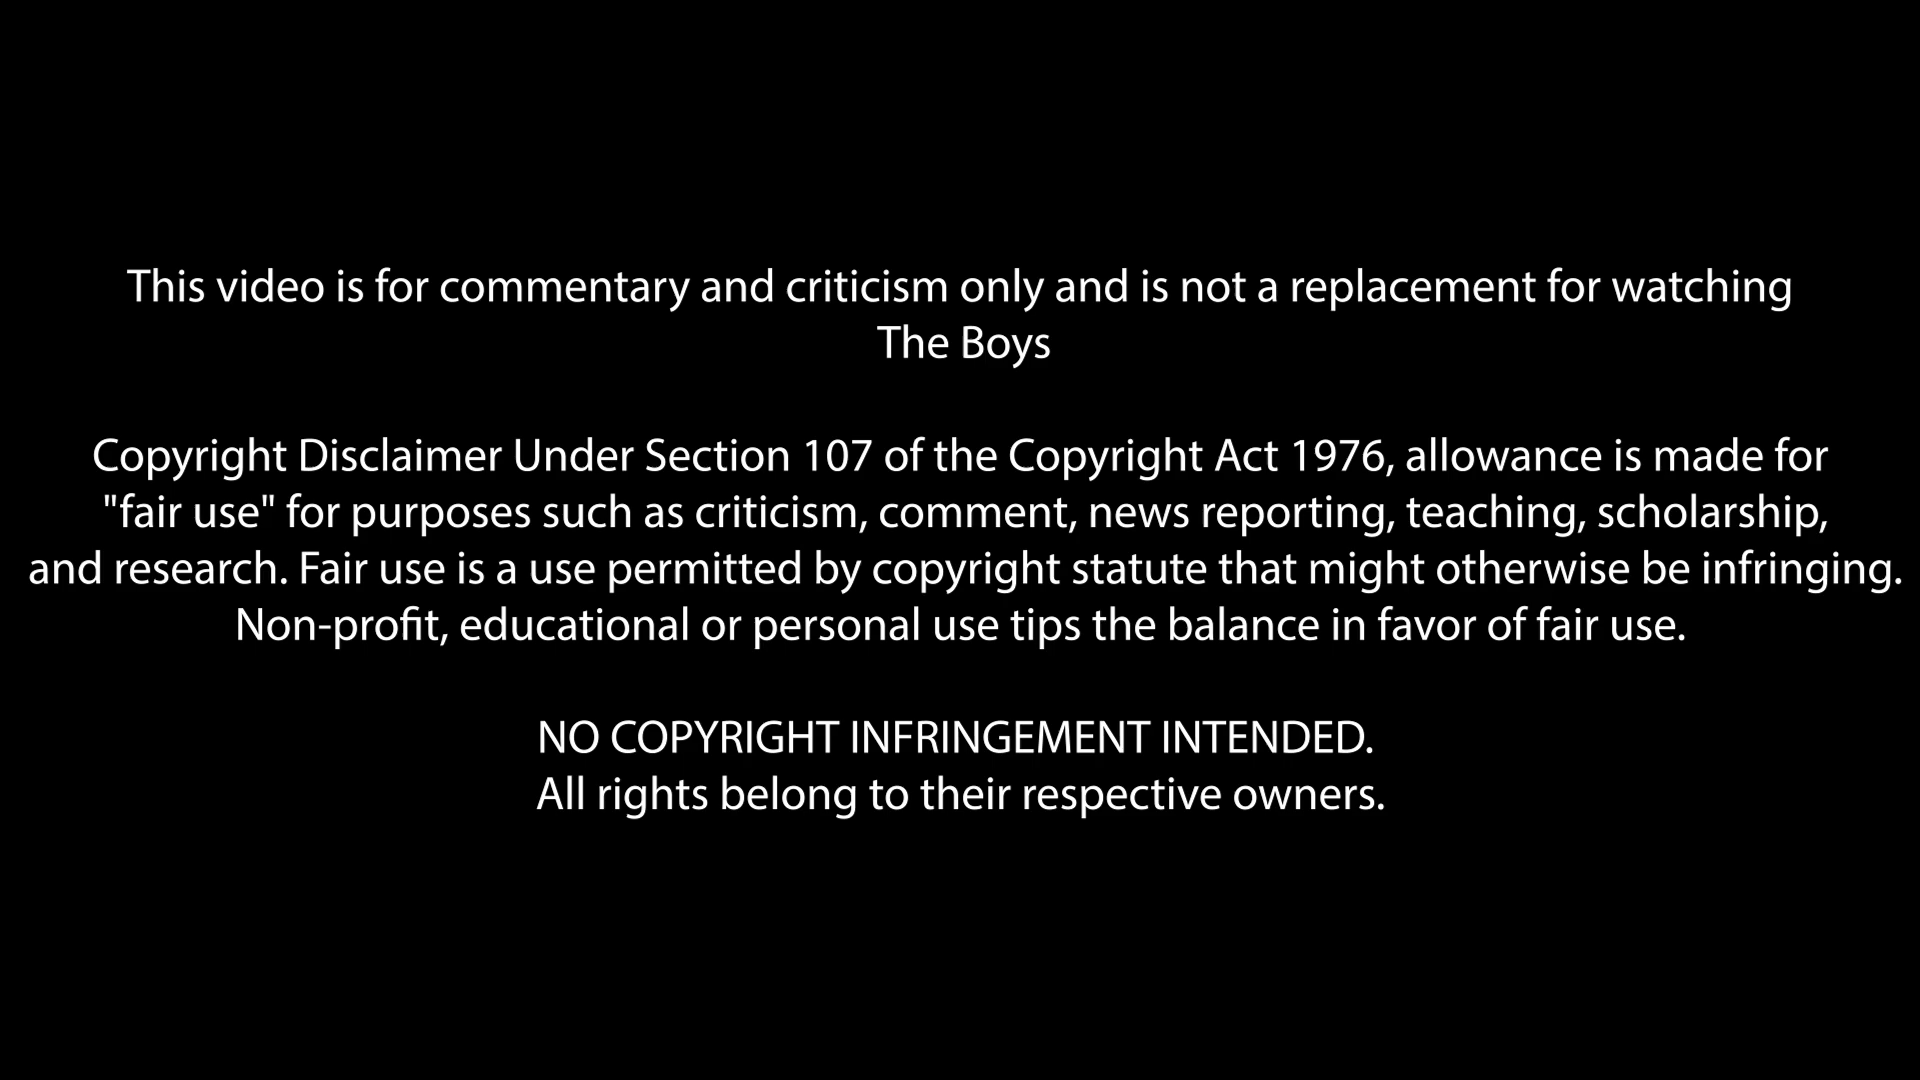 This video is for commentary and criticism only and is not a replacement for watching
The Boys
Copyright Disclaimer Under Section 107 of the Copyright Act 1976, allowance is made for
"fair use" for purposes such as criticism, comment, news reporting, teaching, scholarship,
and research. Fair use is a use permitted by copyright statute that might otherwise be infringing.
Non-profit, educational or personal use tips the balance in favor of fair use.
NO COPYRIGHT INFRINGEMENT INTENDED.
All rights belong to their respective owners.